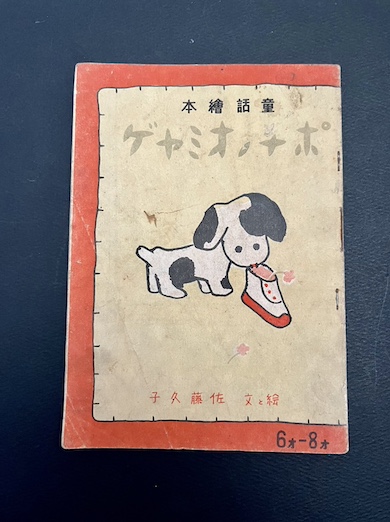 童話繪本
ポチノオミヤゲ
絵と文 佐藤久子
6才-8才